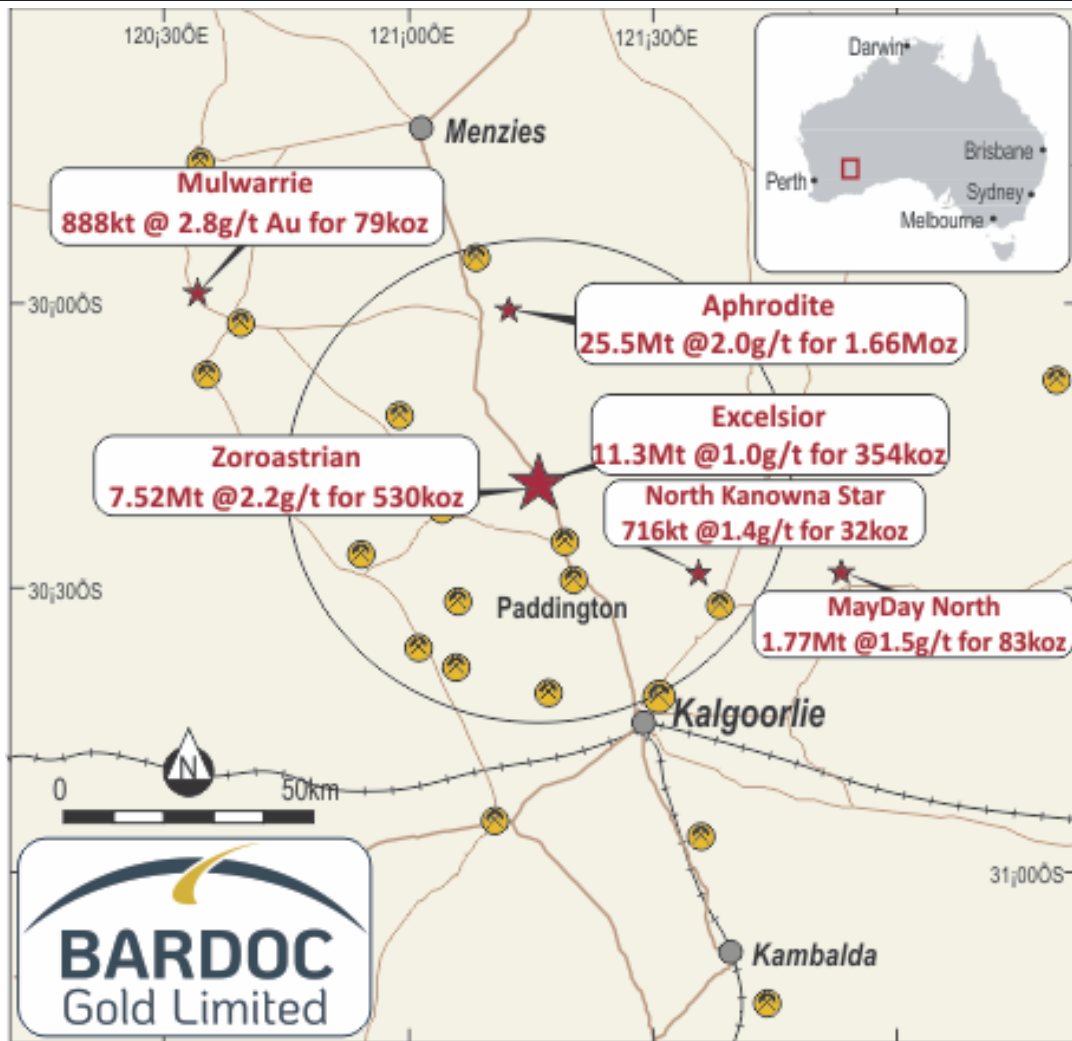 120¡30ÕE
121¡00ÕE
121¡30ÕE
Darwin
Brisbane
Perth
Sydney
Melbourne
Menzies
Mulwarrie
888kt @ 2.8g/t Au for 79koz
30¡00ÕS
Aphrodite
25.5Mt @2.0g/t for 1.66Moz
Excelsior
11.3Mt @1.0g/t for 354koz
Zoroastrian
7.52Mt @2.2g/t for 530koz
North Kanowna Star
716kt @1.4g/t for 32koz
30¡30ÕS
Paddington
MayDay North
1.77Mt @1.5g/t for 83koz
Kalgoorlie
N
0
50km
31¡00ÕS
BARDOC
Gold Limited
Kambalda